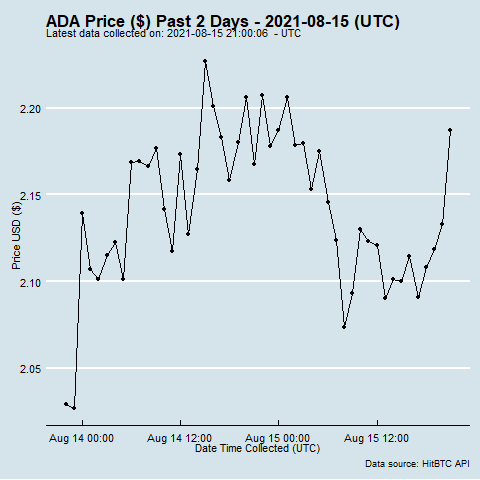 ADA Price ($) Past 2 Days - 2021-08-15 (UTC)
Latest data collected on: 2021-08-15 21:00:06  - UTC
2.20
2.15
2.10
2.05
Price USD ($)
Aug 14 00:00 Aug 14 12:00 Aug 15 00:00 Aug 15 12:00
Date Time Collected (UTC)
Data source: HitBTC API